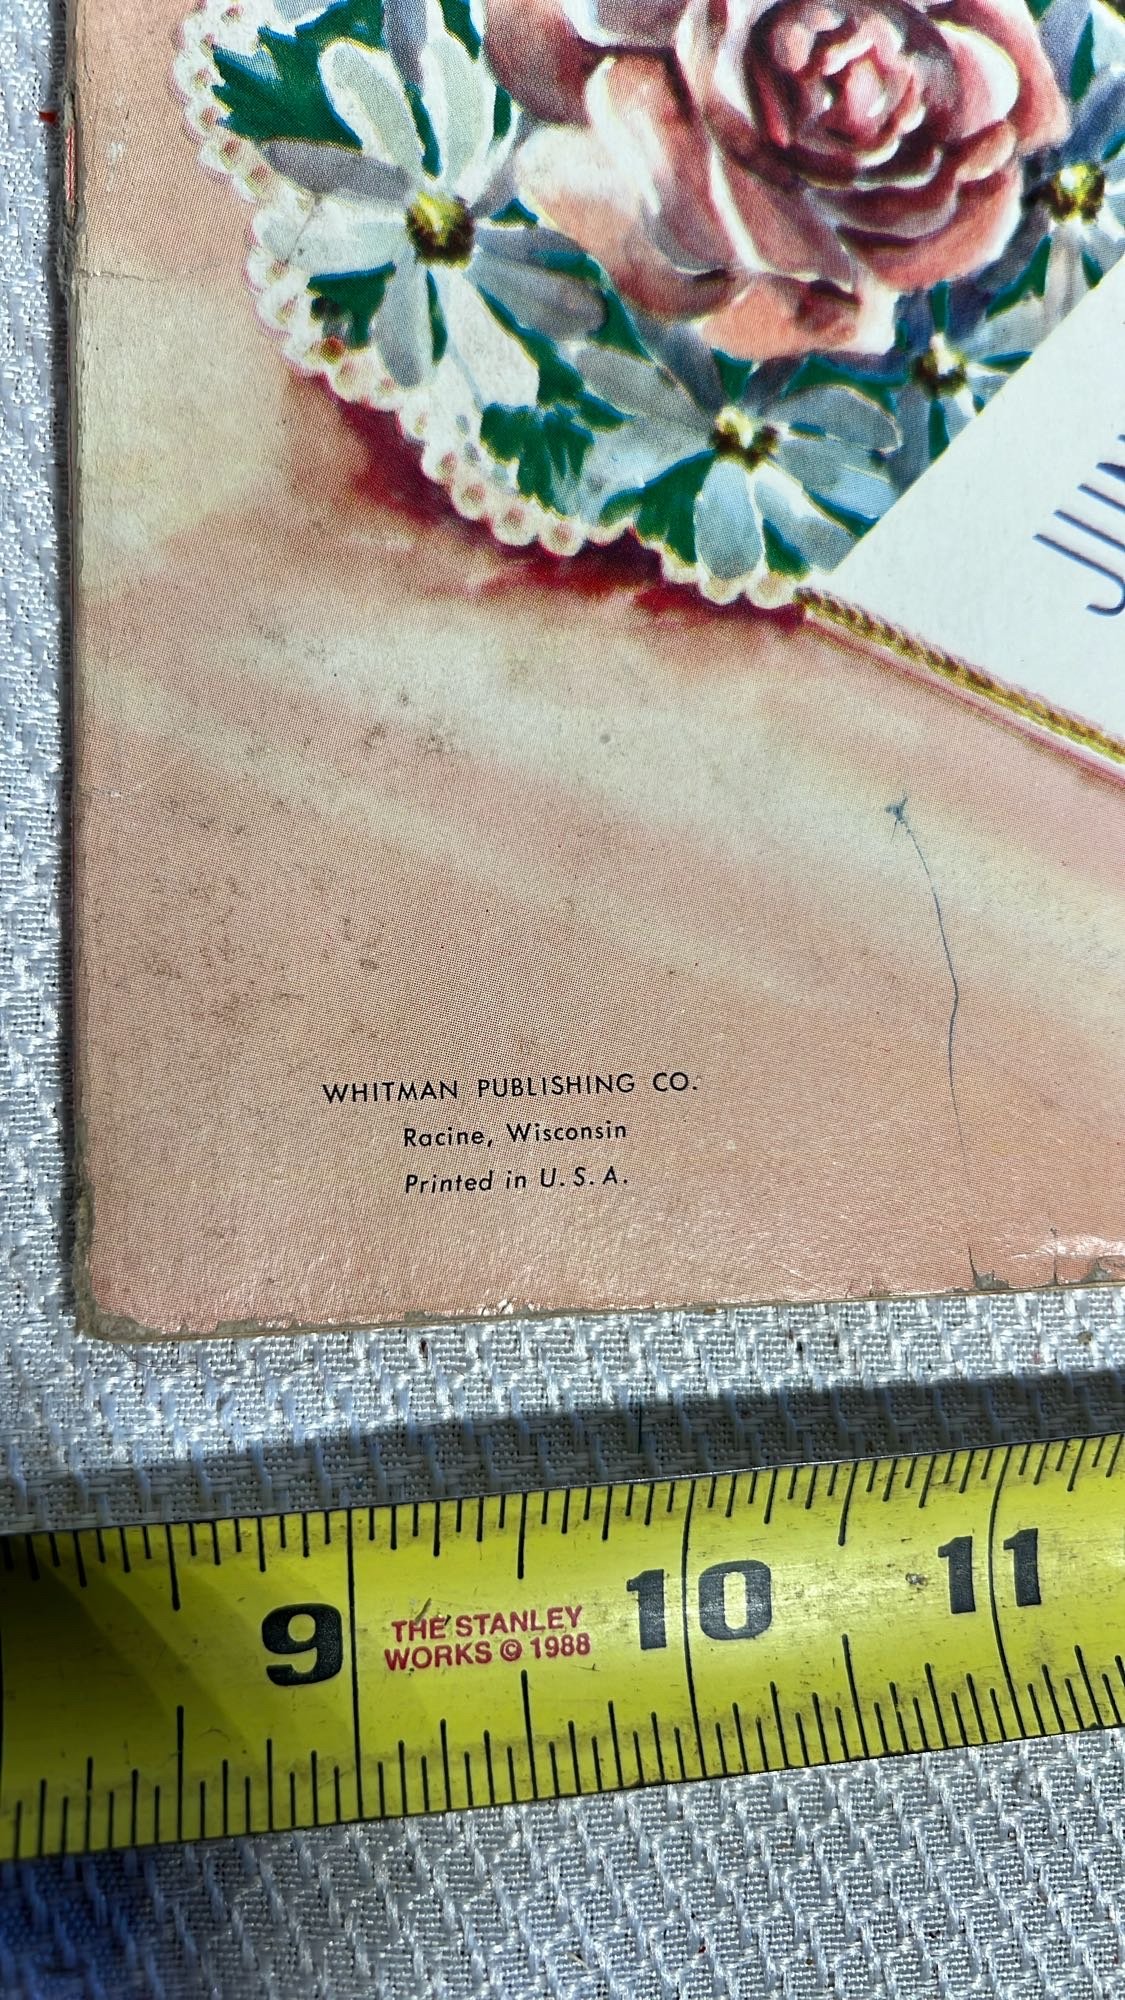 WHITMAN PUBLISHING CO.
Racine, Wisconsin
Printed in U. S. A.
9
THE STANLEY
WORKS © 1988
10
11